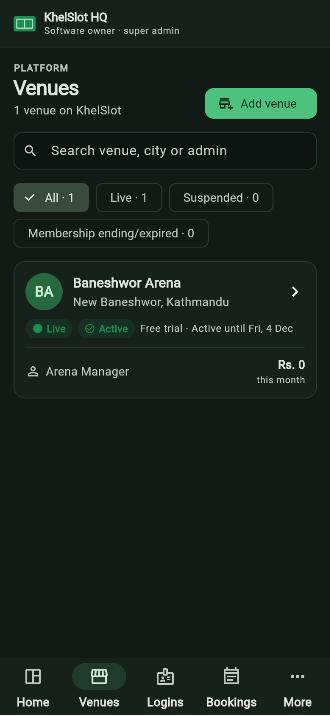 KhelSlot HQ
Software owner · super admin
PLATFORM
Venues
1 venue on KhelSlot
Add venue
Search venue, city or admin
All · 1
Live · 1
Suspended · 0
Membership ending/expired · 0
BA
Baneshwor Arena
New Baneshwor, Kathmandu
Live
Active
Free trial · Active until Fri, 4 Dec
Arena Manager
Rs. 0
this month
Home
Venues
Logins
Bookings
More